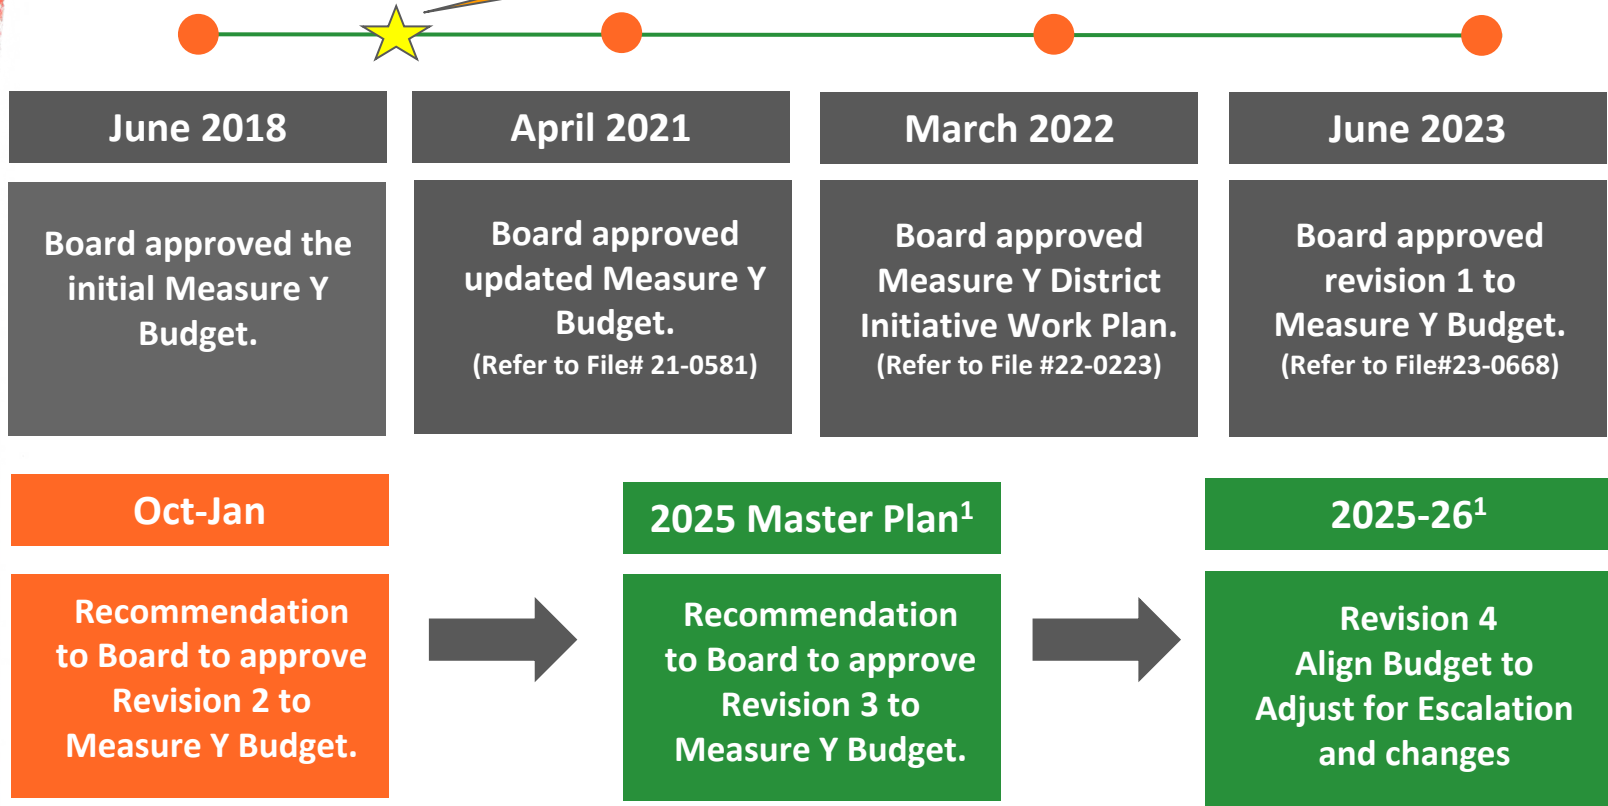 June 2018
Board approved the
initial Measure Y
Budget.
April 2021
Board approved
updated Measure Y
Budget.
(Refer to File# 21-0581)
March 2022
Board approved
Measure Y District
Initiative Work Plan.
(Refer to File #22-0223)
June 2023
Board approved
revision 1 to
Measure Y Budget.
(Refer to File#23-0668)
Oct-Jan
Recommendation
to Board to approve
Revision 2 to
Measure Y Budget.
2025 Master Plan¹
Recommendation
to Board to approve
Revision 3 to
Measure Y Budget.
2025-26¹
Revision 4
Align Budget to
Adjust for Escalation
and changes